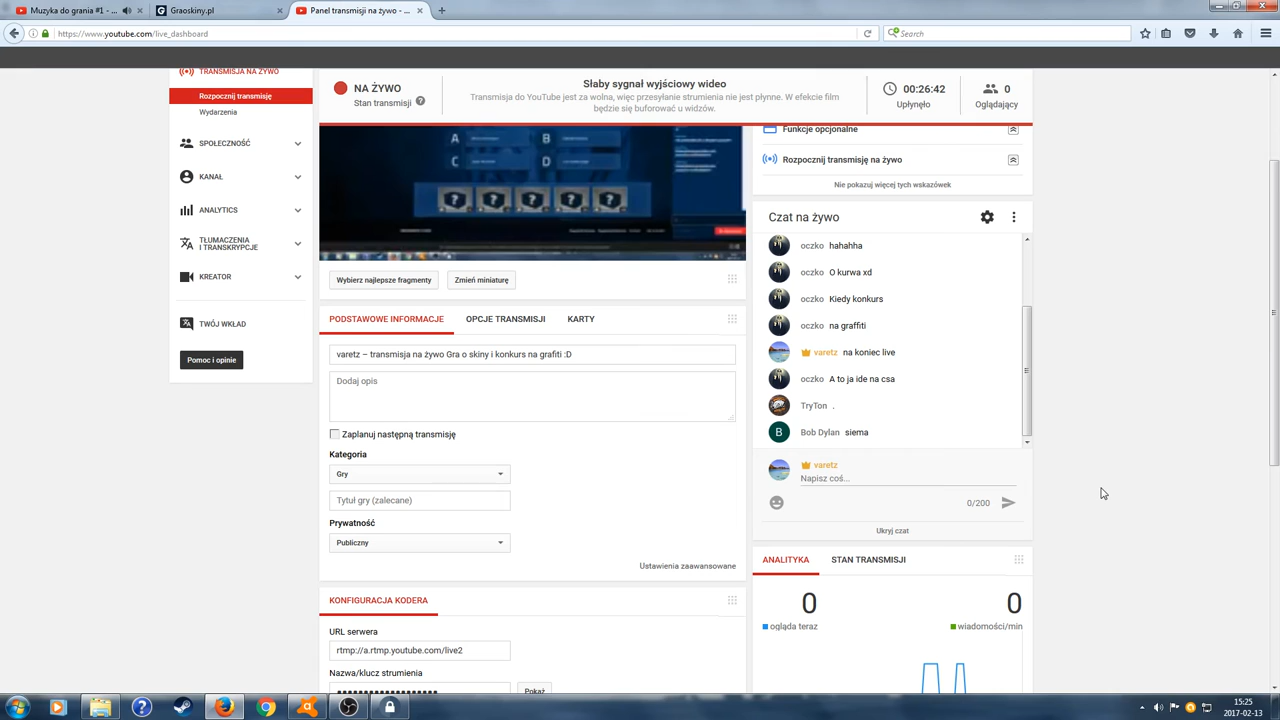 Muzyka do grania #1 - ...
Graoskiny.pl
Panel transmisji na żywo - ...
https://www.youtube.com/live_dashboard
Search
TRANSMISJA NA ŻYWO
Rozpocznij transmisję
Wydarzenia
SPOŁECZNOŚĆ
KANAŁ
ANALYTICS
TŁUMACZENIA
I TRANSKRYPCJE
KREATOR
TWÓJ WKŁAD
Pomoc i opinie
NA ŻYWO
Stan transmisji
Słaby sygnał wyjściowy wideo
Transmisja do YouTube jest za wolna, więc przesyłanie strumienia nie jest płynne. W efekcie film
będzie się buforować u widzów.
00:26:42
Upłynęło
0
Oglądający
A
B
C
D
Wybierz najlepsze fragmenty
Zmień miniaturę
PODSTAWOWE INFORMACJE
OPCJE TRANSMISJI
KARTY
varetz – transmisja na żywo Gra o skiny i konkurs na grafiti :D
Dodaj opis
Zaplanuj następną transmisję
Kategoria
Gry
Tytuł gry (zalecane)
Prywatność
Publiczny
Ustawienia zaawansowane
KONFIGURACJA KODERA
URL serwera
rtmp://a.rtmp.youtube.com/live2
Nazwa/klucz strumienia
Pokaż
Funkcje opcjonalne
Rozpocznij transmisję na żywo
Nie pokazuj więcej tych wskazówek
Czat na żywo
oczko hahahha
oczko O kurwa xd
oczko Kiedy konkurs
oczko na graffiti
varetz na koniec live
oczko A to ja ide na csa
TryTon .
B Bob Dylan siema
varetz
Napisz coś...
0/200
Ukryj czat
ANALITYKA
STAN TRANSMISJI
0
ogląda teraz
0
wiadomości/min
15:25
2017-02-13